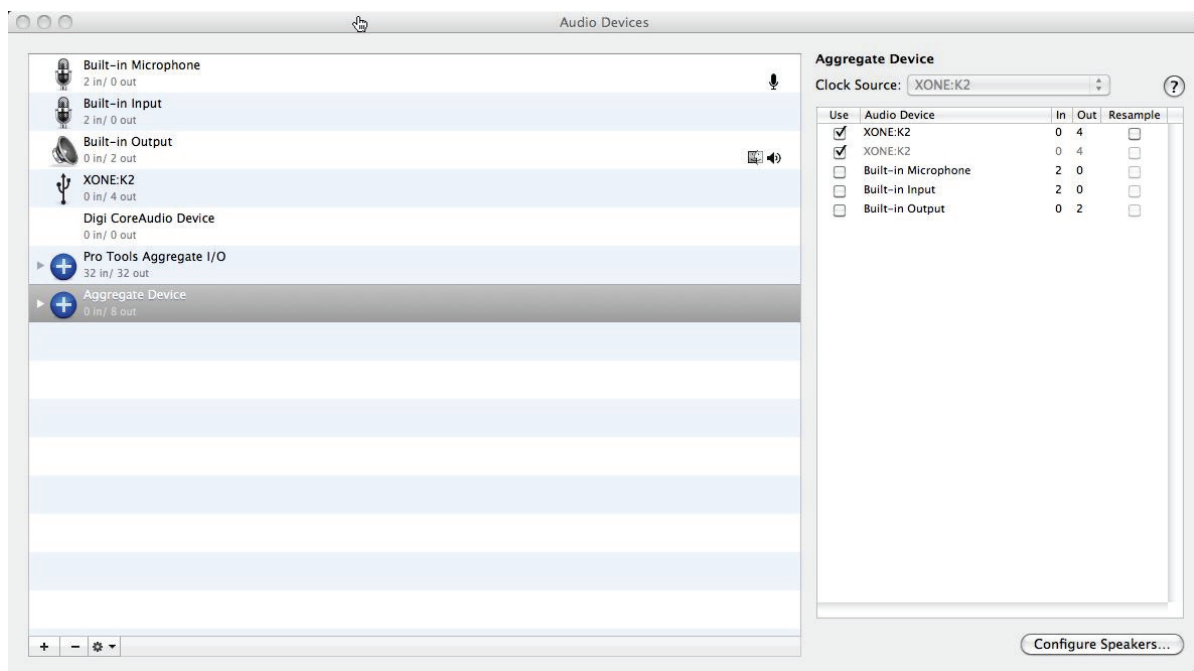 Audio Devices
Built-in Microphone
2 in/ 0 out
Built-in Input
2 in/ 0 out
Built-in Output
0 in/ 2 out
XONE:K2
0 in/ 4 out
Digi CoreAudio Device
0 in/ 0 out
Pro Tools Aggregate I/O
32 in/ 32 out
Aggregate Device
0 in/ 8 out
+ −
Aggregate Device
Clock Source: XONE:K2 ?
Use Audio Device In Out Resample
XONE:K2 0 4
XONE:K2 0 4
Built-in Microphone 2 0
Built-in Input 2 0
Built-in Output 0 2
Configure Speakers...